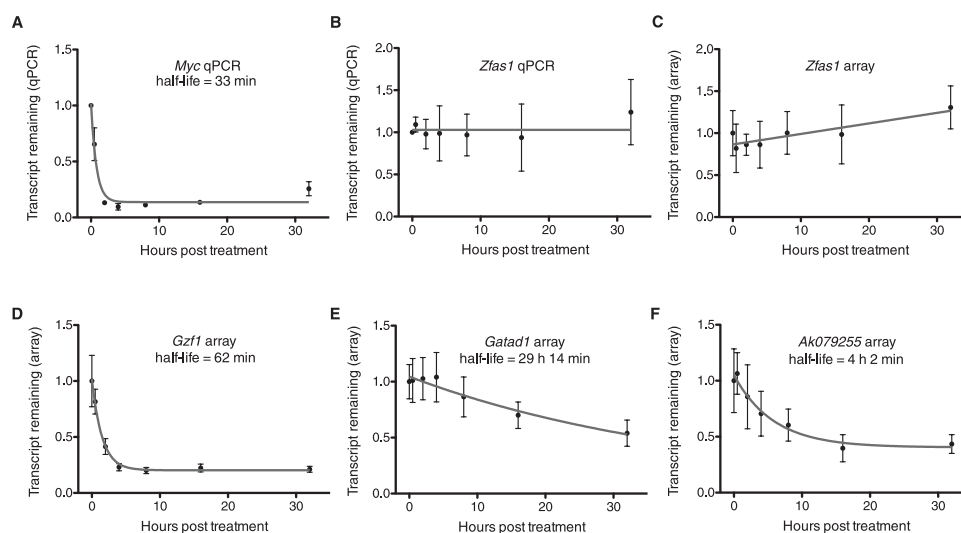 A
Myc qPCR
half-life = 33 min
Transcript remaining (qPCR)
1.5
1.0
0.5
0.0
0 10 20 30
Hours post treatment
B
Zfas1 qPCR
Transcript remaining (qPCR)
2.0
1.5
1.0
0.5
0.0
0 10 20 30
Hours post treatment
C
Zfas1 array
Transcript remaining (array)
2.0
1.5
1.0
0.5
0.0
0 10 20 30
Hours post treatment
D
Gzf1 array
half-life = 62 min
Transcript remaining (array)
1.5
1.0
0.5
0.0
0 10 20 30
Hours post treatment
E
Gatad1 array
half-life = 29 h 14 min
Transcript remaining (array)
1.5
1.0
0.5
0.0
0 10 20 30
Hours post treatment
F
Ak079255 array
half-life = 4 h 2 min
Transcript remaining (array)
1.5
1.0
0.5
0.0
0 10 20 30
Hours post treatment